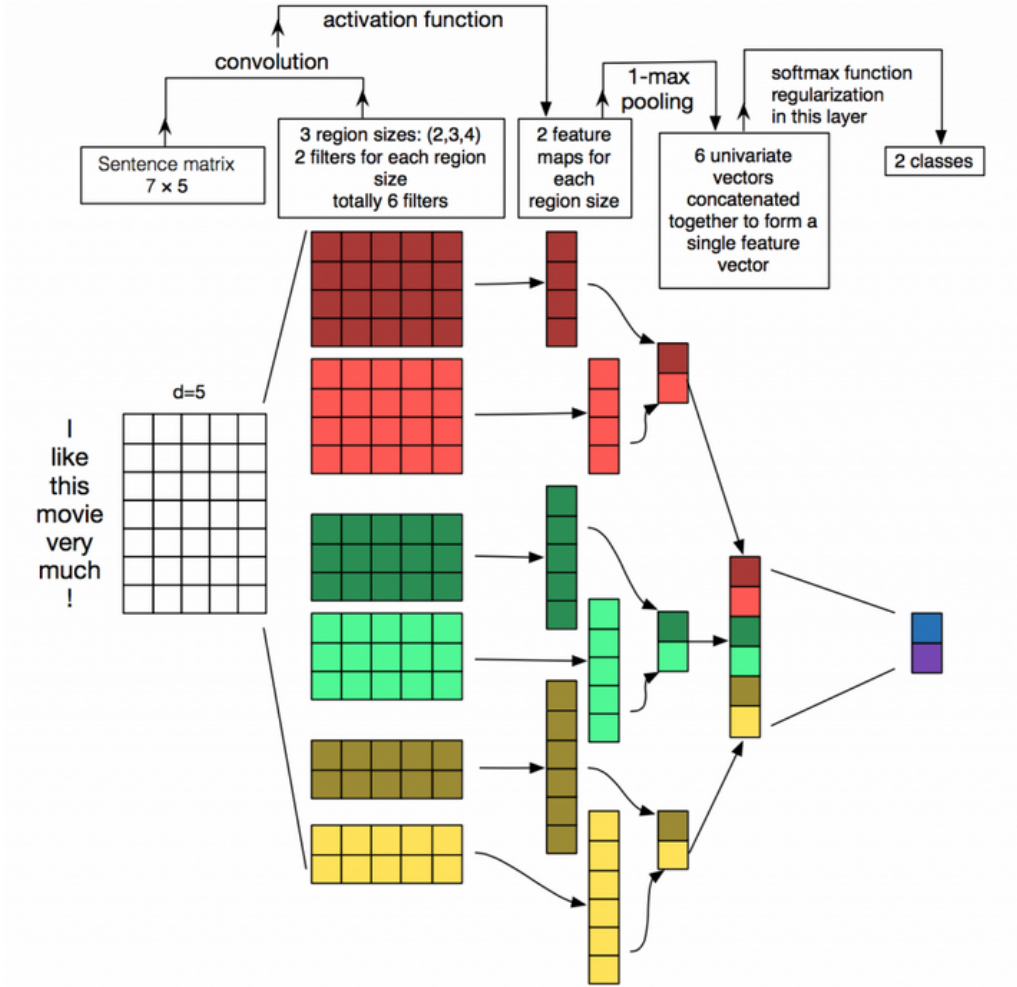 activation function
convolution
1-max
pooling
softmax function
regularization
in this layer
Sentence matrix
7 × 5
3 region sizes: (2,3,4)
2 filters for each region
size
totally 6 filters
2 feature
maps for
each
region size
6 univariate
vectors
concatenated
together to form a
single feature
vector
2 classes
d=5
I
like
this
movie
very
much
!